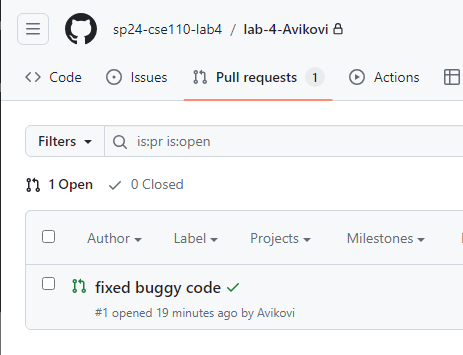 sp24-cse110-lab4 / lab-4-Avikovi
Code Issues Pull requests 1 Actions
Filters is:pr is:open
1 Open 0 Closed
Author Label Projects Milestones
fixed buggy code
#1 opened 19 minutes ago by Avikovi